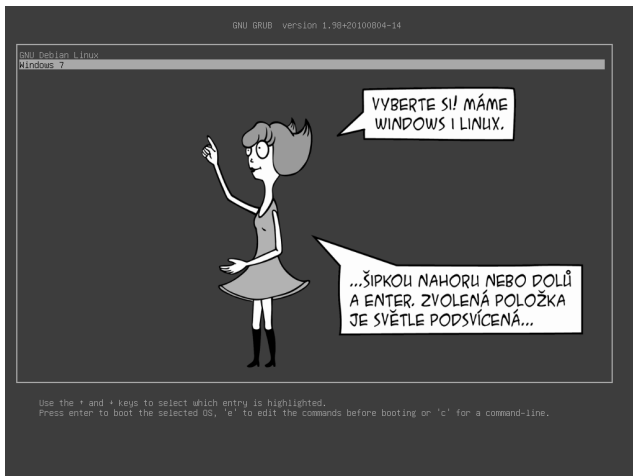 GNU GRUB version 1.98+20100804-14
GNU Debian Linux
Windows 7
VYBERTE SI! MÁME
WINDOWS I LINUX.
...ŠIPKOU NAHORU NEBO DOLŮ
A ENTER. ZVOLENÁ POLOŽKA
JE SVĚTLE PODSVÍCENÁ...
Use the ↑ and ↓ keys to select which entry is highlighted.
Press enter to boot the selected OS, 'e' to edit the commands before booting or 'c' for a command-line.